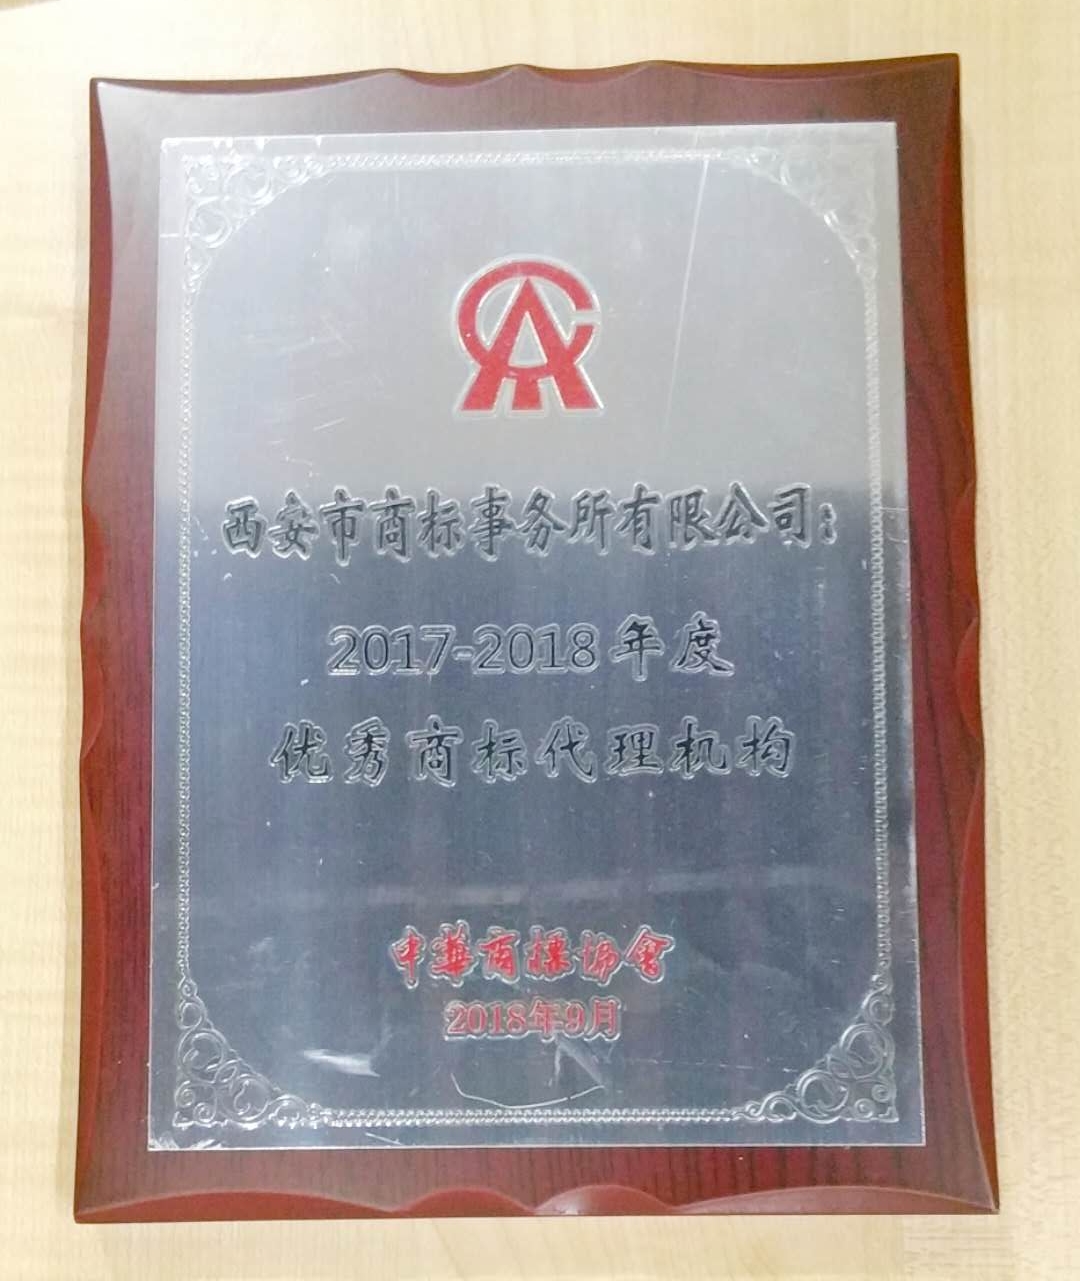 西安市商标事务所有限公司：
2017-2018年度
优秀商标代理机构
中華商標協會
2018年9月